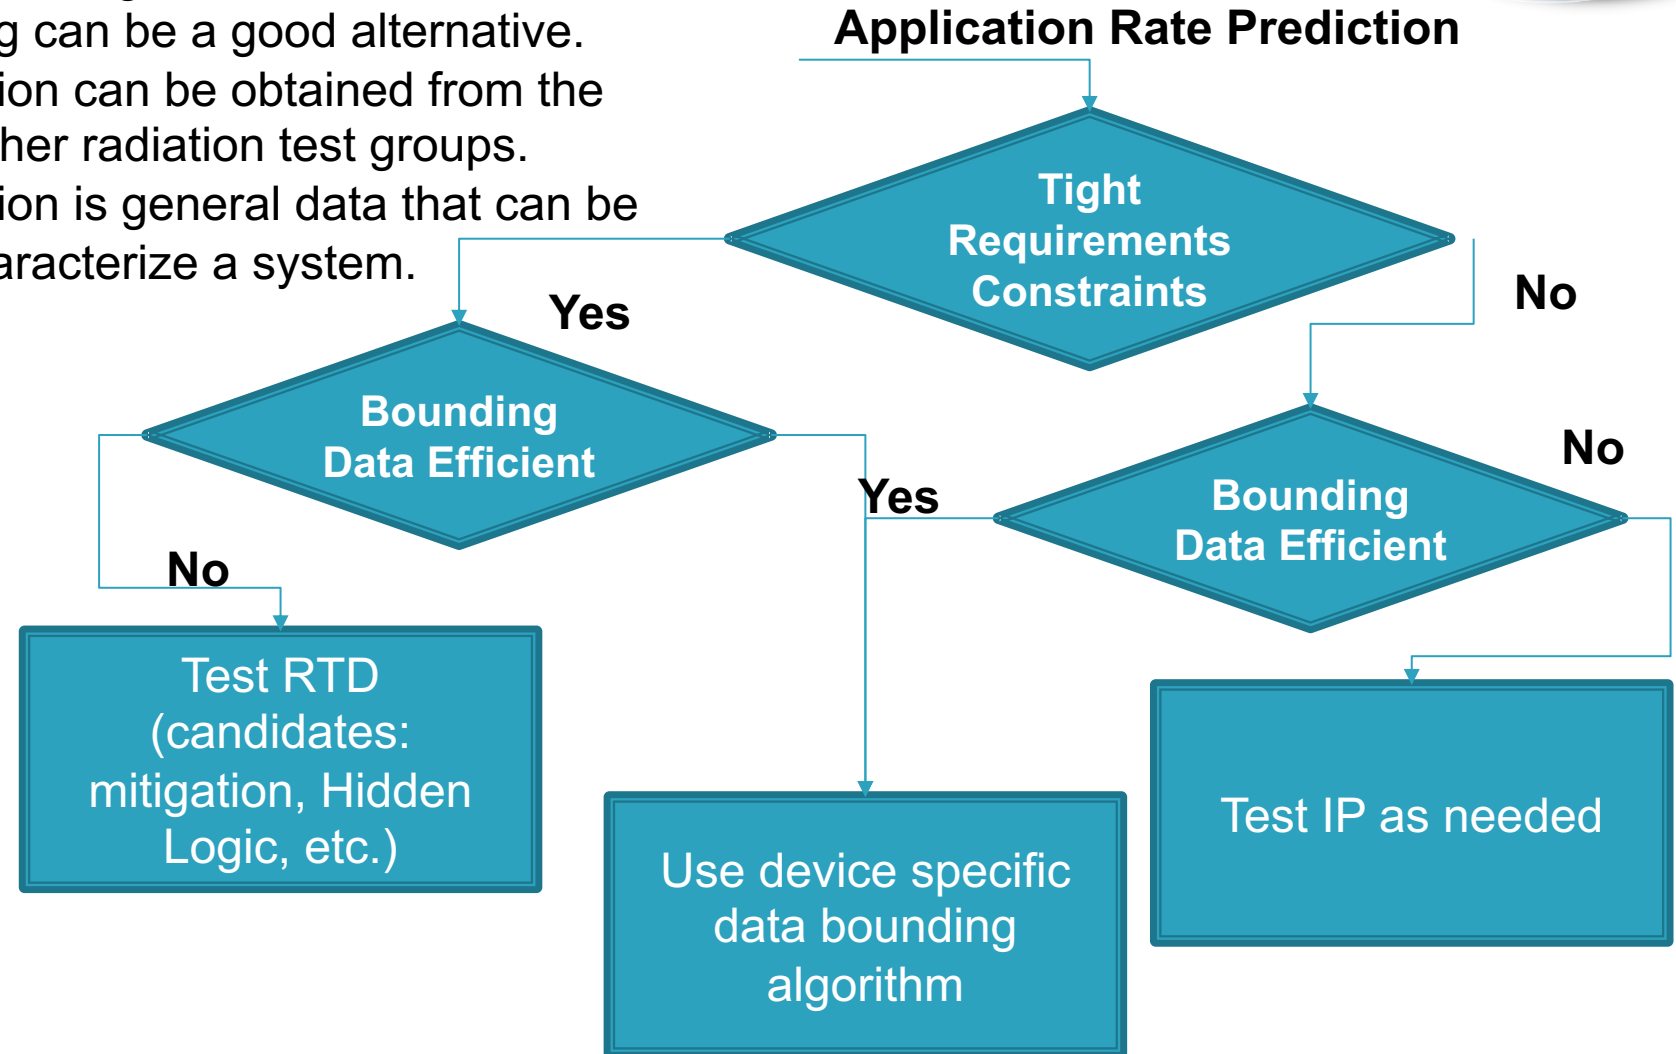 g can be a good alternative.
ion can be obtained from the
her radiation test groups.
ion is general data that can be
aracterize a system.
Application Rate Prediction
Tight
Requirements
Constraints
Yes
No
Bounding
Data Efficient
No
Yes
Bounding
Data Efficient
No
Test RTD
(candidates:
mitigation, Hidden
Logic, etc.)
Use device specific
data bounding
algorithm
Test IP as needed